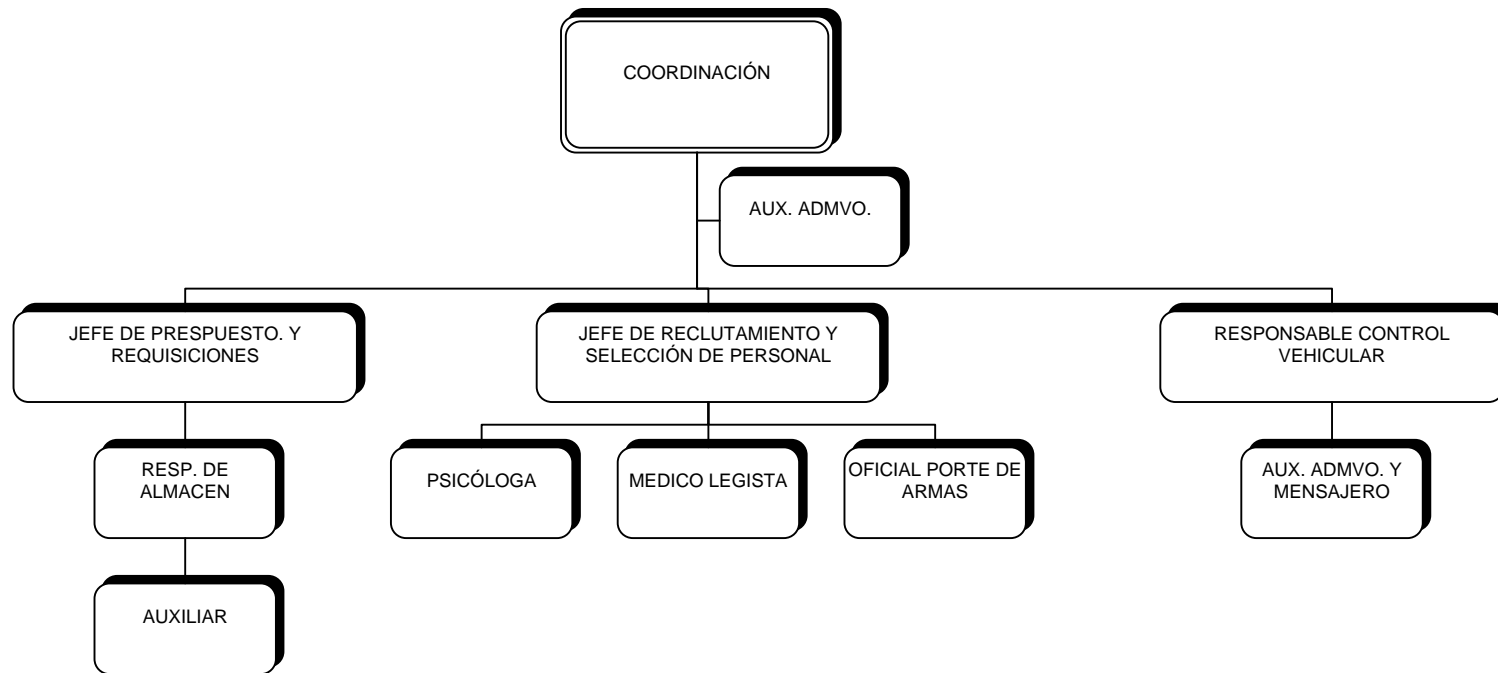 COORDINACIÓN
AUX. ADMVO.
JEFE DE PRESPUESTO. Y
REQUISICIONES
JEFE DE RECLUTAMIENTO Y
SELECCIÓN DE PERSONAL
RESPONSABLE CONTROL
VEHICULAR
RESP. DE
ALMACEN
PSICÓLOGA
MEDICO LEGISTA
OFICIAL PORTE DE
ARMAS
AUX. ADMVO. Y
MENSAJERO
AUXILIAR